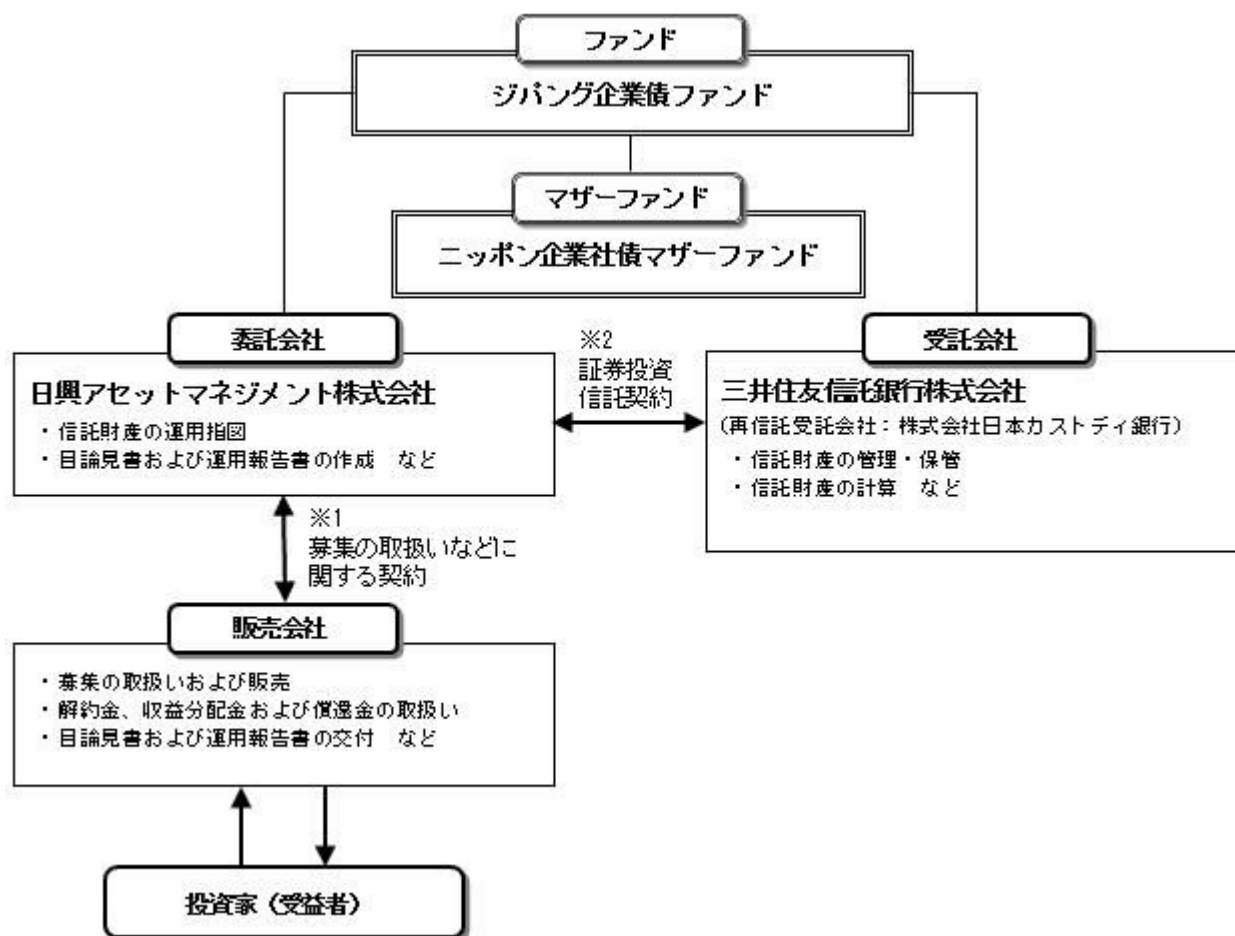 ファンド
ジパング企業債ファンド
マザーファンド
ニッポン企業社債マザーファンド
委託会社
日興アセットマネジメント株式会社
・信託財産の運用指図
・目論見書および運用報告書の作成 など
※2
証券投資
信託契約
受託会社
三井住友信託銀行株式会社
(再信託受託会社：株式会社日本カストディ銀行)
・信託財産の管理・保管
・信託財産の計算 など
※1
募集の取扱いなどに
関する契約
販売会社
・募集の取扱いおよび販売
・解約金、収益分配金および償還金の取扱い
・目論見書および運用報告書の交付 など
投資家（受益者）